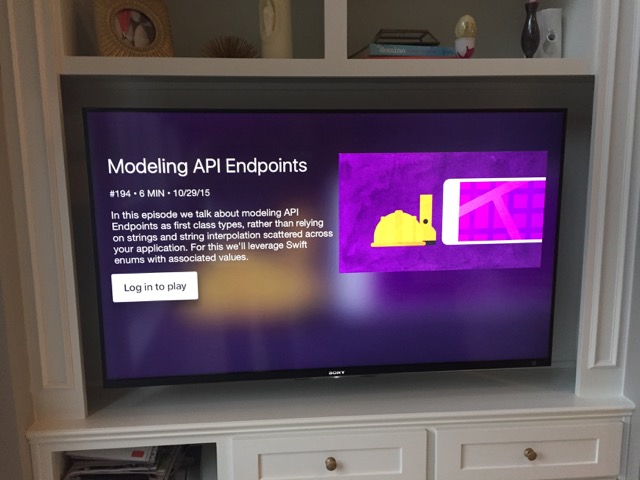 Modeling API Endpoints
#194 • 6 MIN • 10/29/15
In this episode we talk about modeling API
Endpoints as first class types, rather than relying
on strings and string interpolation scattered across
your application. For this we'll leverage Swift
enums with associated values.
Log in to play
SONY